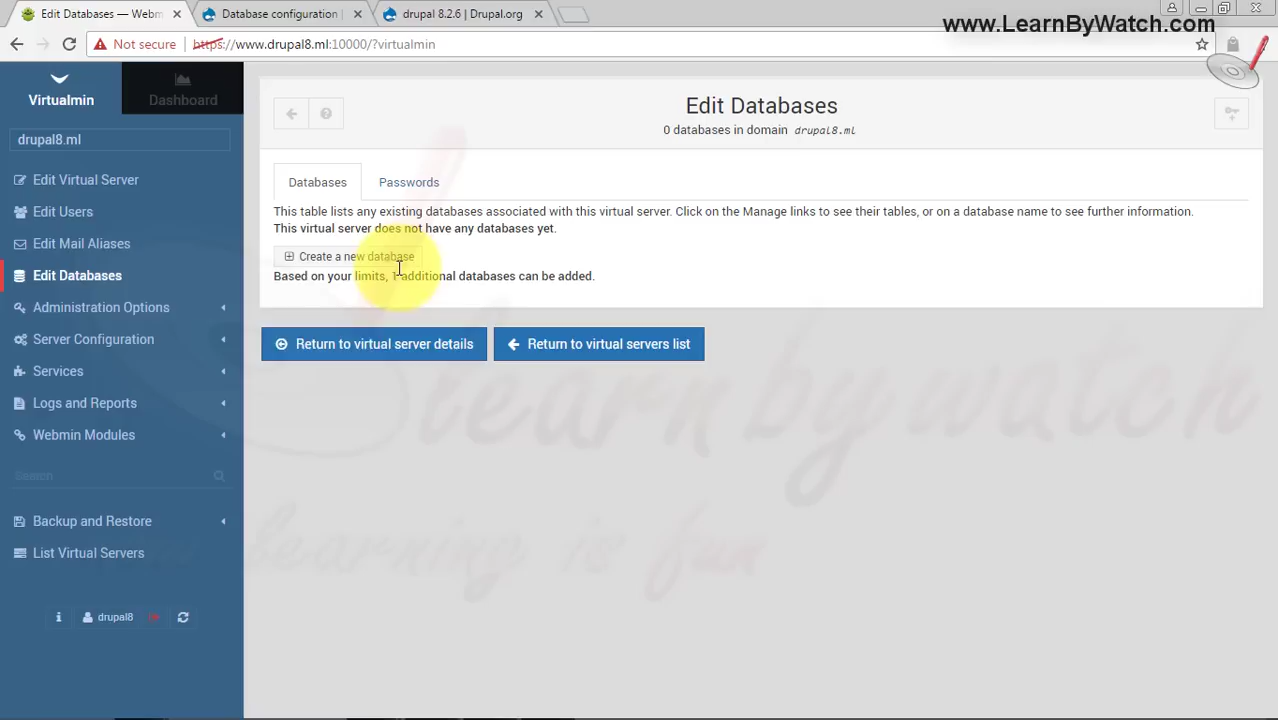 Edit Databases — Webm
Database configuration
drupal 8.2.6 | Drupal.org
www.LearnByWatch.com
Not secure
https://www.drupal8.ml:10000/?virtualmin
Virtualmin
Dashboard
drupal8.ml
Edit Virtual Server
Edit Users
Edit Mail Aliases
Edit Databases
Administration Options
Server Configuration
Services
Logs and Reports
Webmin Modules
Search
Backup and Restore
List Virtual Servers
drupal8
Edit Databases
0 databases in domain drupal8.ml
Databases
Passwords
This table lists any existing databases associated with this virtual server. Click on the Manage links to see their tables, or on a database name to see further information.
This virtual server does not have any databases yet.
Create a new database
Based on your limits, 1 additional databases can be added.
Return to virtual server details
Return to virtual servers list
learnbywatch
learning is fun